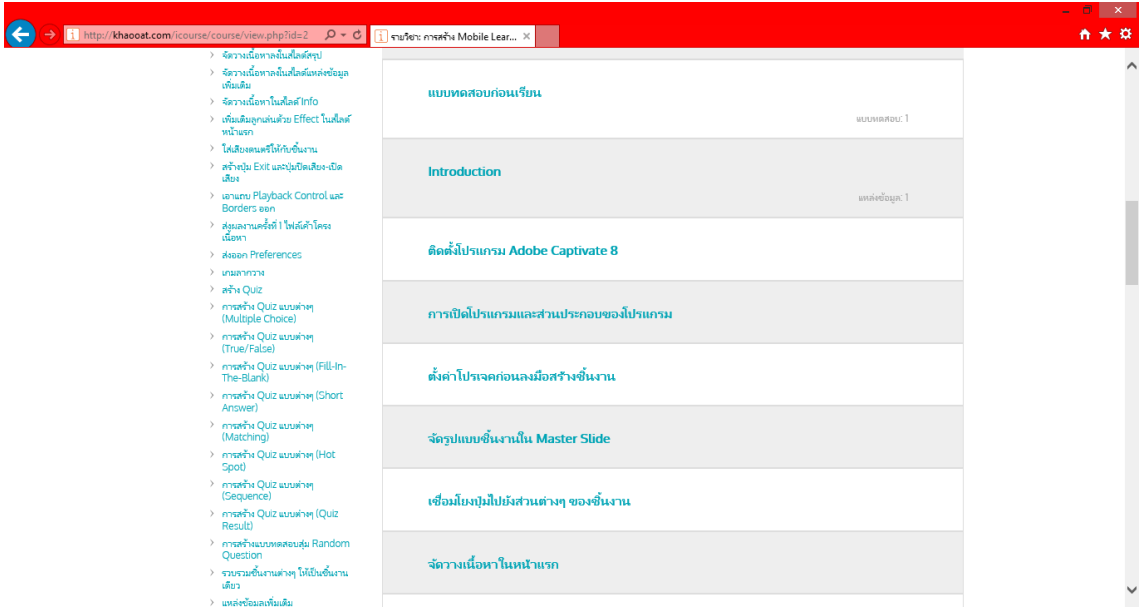 http://khaooat.com/icourse/course/view.php?id=2
รายวิชา: การสร้าง Mobile Lear...
จัดวางเนื้อหาลงในสไลด์สรุป
จัดวางเนื้อหาลงในสไลด์แหล่งข้อมูล
เพิ่มเติม
จัดวางเนื้อหาในสไลด์ Info
เพิ่มเติมลูกเล่นด้วย Effect ในสไลด์
หน้าแรก
ใส่เสียงดนตรีให้กับชิ้นงาน
สร้างปุ่ม Exit และปุ่มปิดเสียง-เปิด
เสียง
เอาแถบ Playback Control และ
Borders ออก
ส่งผลงานครั้งที่ 1 ไฟล์เค้าโครง
เนื้อหา
ส่งออก Preferences
เกมลากวาง
สร้าง Quiz
การสร้าง Quiz แบบต่างๆ
(Multiple Choice)
การสร้าง Quiz แบบต่างๆ
(True/False)
การสร้าง Quiz แบบต่างๆ (Fill-In-
The-Blank)
การสร้าง Quiz แบบต่างๆ (Short
Answer)
การสร้าง Quiz แบบต่างๆ
(Matching)
การสร้าง Quiz แบบต่างๆ (Hot
Spot)
การสร้าง Quiz แบบต่างๆ
(Sequence)
การสร้าง Quiz แบบต่างๆ (Quiz
Result)
การสร้างแบบทดสอบสุ่ม Random
Question
รวบรวมชิ้นงานต่างๆ ให้เป็นชิ้นงาน
เดียว
แหล่งข้อมูลเพิ่มเติม
แบบทดสอบก่อนเรียน
แบบทดสอบ: 1
Introduction
แหล่งข้อมูล: 1
ติดตั้งโปรแกรม Adobe Captivate 8
การเปิดโปรแกรมและส่วนประกอบของโปรแกรม
ตั้งค่าโปรเจคก่อนลงมือสร้างชิ้นงาน
จัดรูปแบบชิ้นงานใน Master Slide
เชื่อมโยงปุ่มไปยังส่วนต่างๆ ของชิ้นงาน
จัดวางเนื้อหาในหน้าแรก